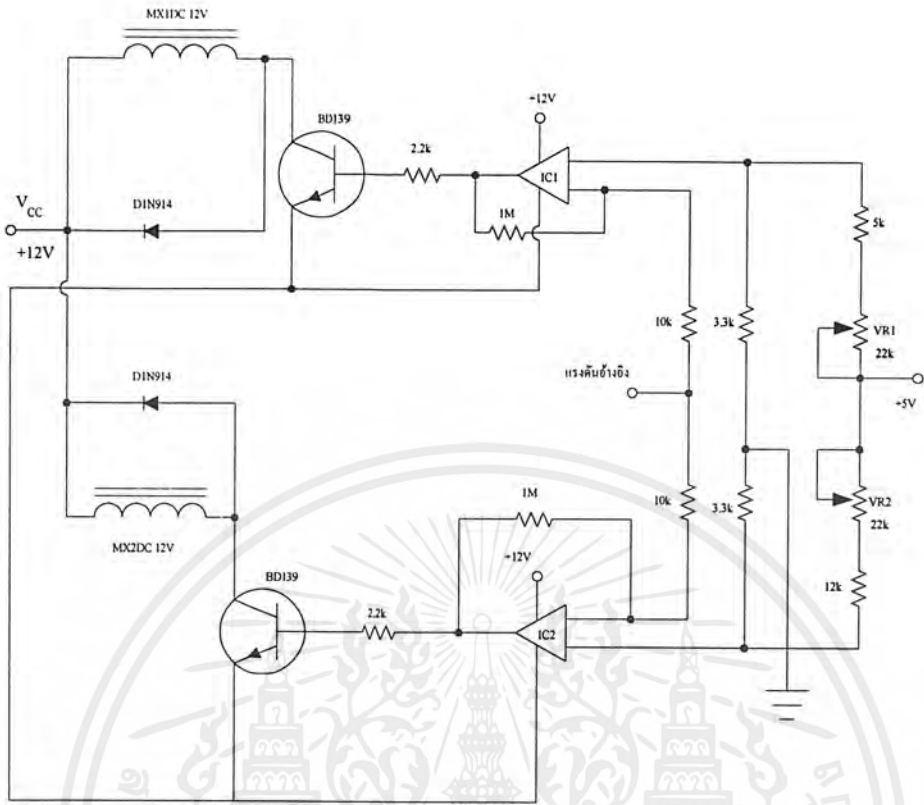 MX1DC 12V
BD139
+12V
2.2k
IC1
1M
5k
V
CC
+12V
D1N914
10k
3.3k
VR1
22k
แรงดันอ้างอิง
+5V
D1N914
1M
10k
3.3k
VR2
22k
MX2DC 12V
+12V
BD139
2.2k
IC2
12k